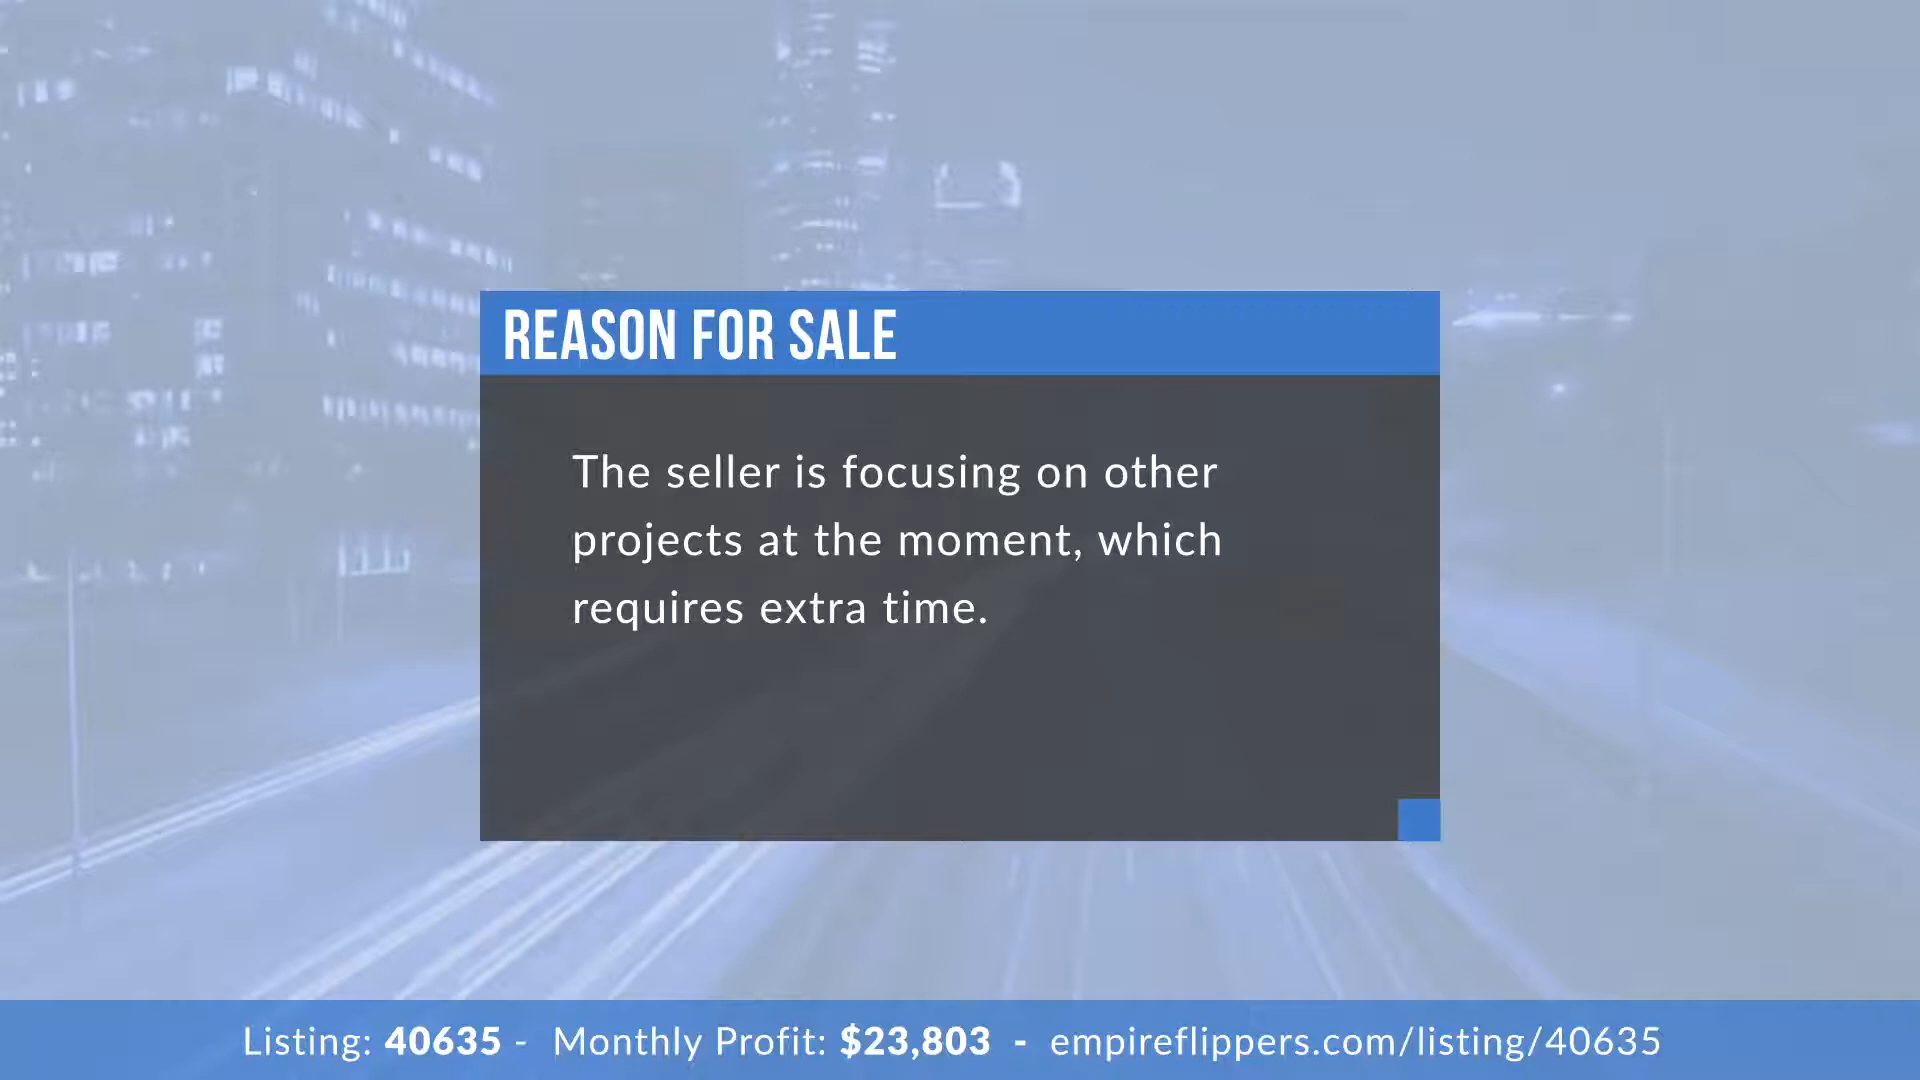 REASON FOR SALE
The seller is focusing on other
projects at the moment, which
requires extra time.
Listing: 40635 - Monthly Profit: $23,803 - empireflippers.com/listing/40635